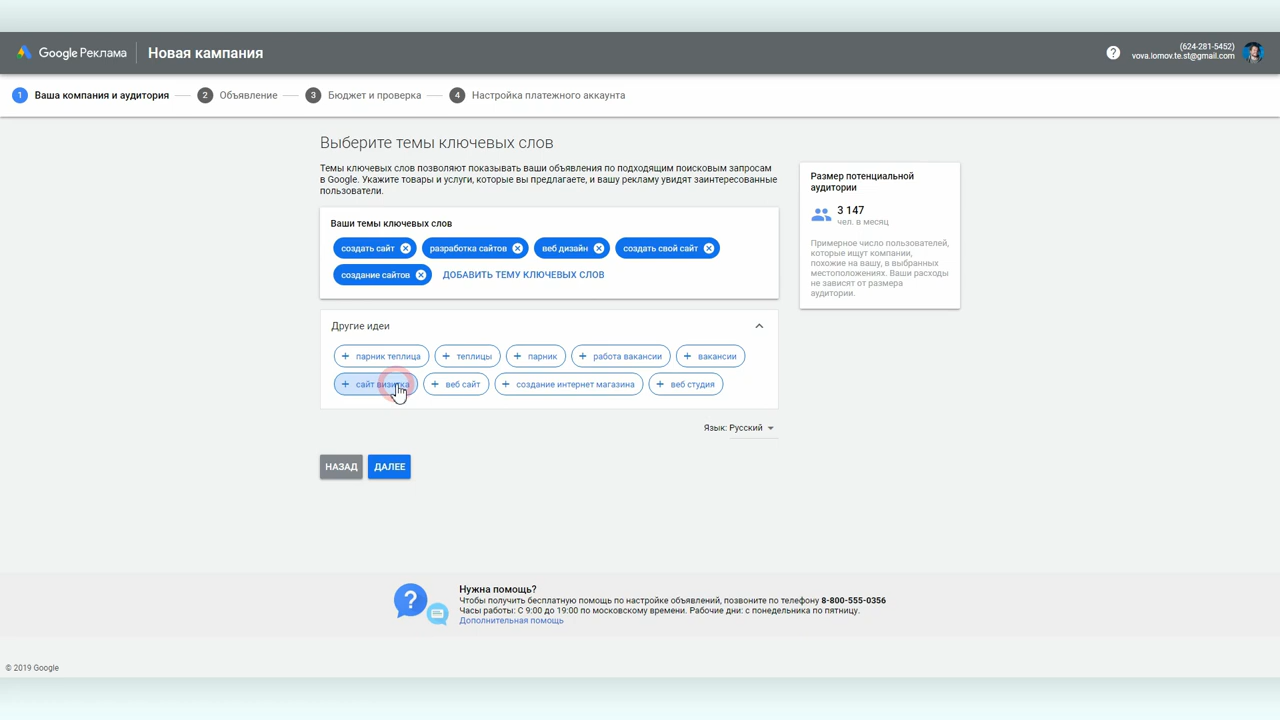 Google Реклама
Новая кампания
(624-281-5452)
vova.lomov.te.st@gmail.com
1 Ваша компания и аудитория
2 Объявление
3 Бюджет и проверка
4 Настройка платежного аккаунта
Выберите темы ключевых слов
Темы ключевых слов позволяют показывать ваши объявления по подходящим поисковым запросам
в Google. Укажите товары и услуги, которые вы предлагаете, и вашу рекламу увидят заинтересованные
пользователи.
Ваши темы ключевых слов
создать сайт
разработка сайтов
веб дизайн
создать свой сайт
создание сайтов
ДОБАВИТЬ ТЕМУ КЛЮЧЕВЫХ СЛОВ
Размер потенциальной
аудитории
3 147
чел. в месяц
Примерное число пользователей,
которые ищут компании,
похожие на вашу, в выбранных
местоположениях. Ваши расходы
не зависят от размера
аудитории.
Другие идеи
+ парник теплица
+ теплицы
+ парник
+ работа вакансии
+ вакансии
+ сайт визитка
+ веб сайт
+ создание интернет магазина
+ веб студия
Язык: Русский
НАЗАД
ДАЛЕЕ
Нужна помощь?
Чтобы получить бесплатную помощь по настройке объявлений, позвоните по телефону 8-800-555-0356
Часы работы: С 9:00 до 19:00 по московскому времени. Рабочие дни: с понедельника по пятницу.
Дополнительная помощь
© 2019 Google